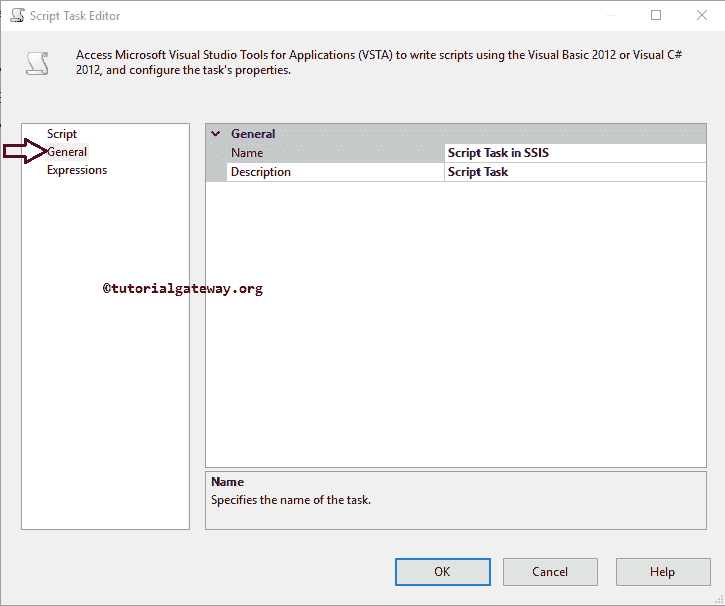 Script Task Editor
Access Microsoft Visual Studio Tools for Applications (VSTA) to write scripts using the Visual Basic 2012 or Visual C#
2012, and configure the task's properties.
Script
General
Expressions
General
Name Script Task in SSIS
Description Script Task
©tutorialgateway.org
Name
Specifies the name of the task.
OK Cancel Help